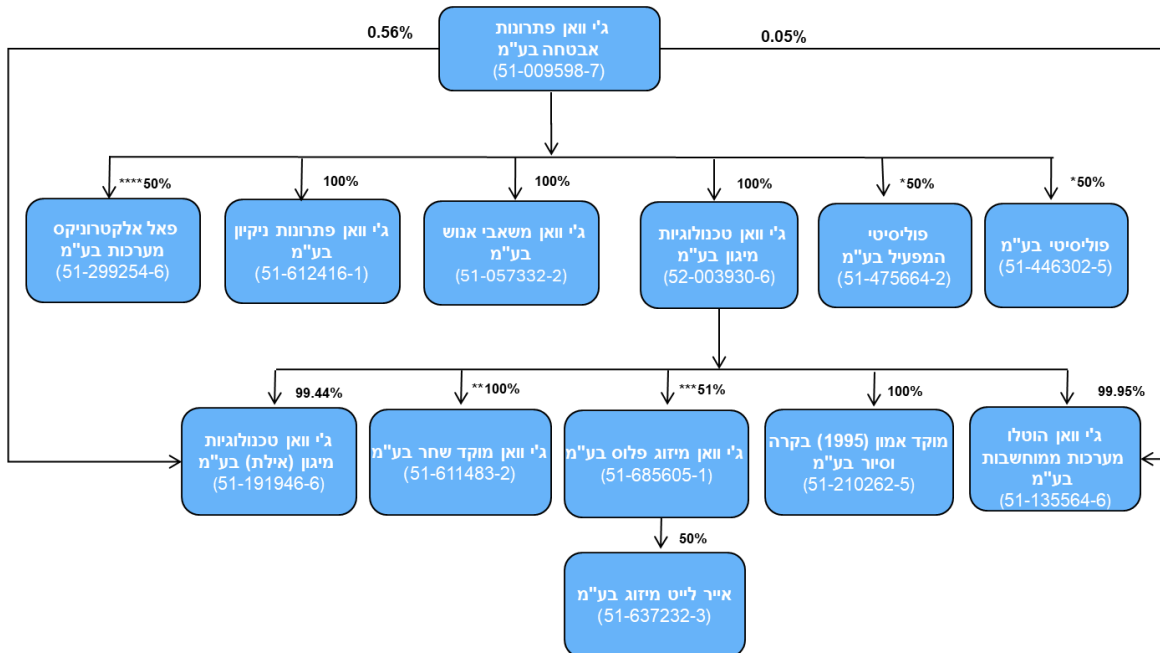 0.56%
ג'י וואן פתרונות
אבטחה בע"מ
(51-009598-7)
0.05%
****50%
100%
100%
100%
*50%
*50%
פאל אלקטרוניקס
מערכות בע"מ
(51-299254-6)
ג'י וואן פתרונות ניקיון
בע"מ
(51-612416-1)
ג'י וואן משאבי אנוש
בע"מ
(51-057332-2)
ג'י וואן טכנולוגיות
מיגון בע"מ
(52-003930-6)
פוליסיטי
המפעיל בע"מ
(51-475664-2)
פוליסיטי בע"מ
(51-446302-5)
99.44%
**100%
***51%
100%
99.95%
ג'י וואן טכנולוגיות
מיגון (אילת) בע"מ
(51-191946-6)
ג'י וואן מוקד שחר בע"מ
(51-611483-2)
ג'י וואן מיזוג פלוס בע"מ
(51-685605-1)
מוקד אמון (1995) בקרה
וסיור בע"מ
(51-210262-5)
ג'י וואן הוטלו
מערכות ממוחשבות
בע"מ
(51-135564-6)
50%
אייר לייט מיזוג בע"מ
(51-637232-3)